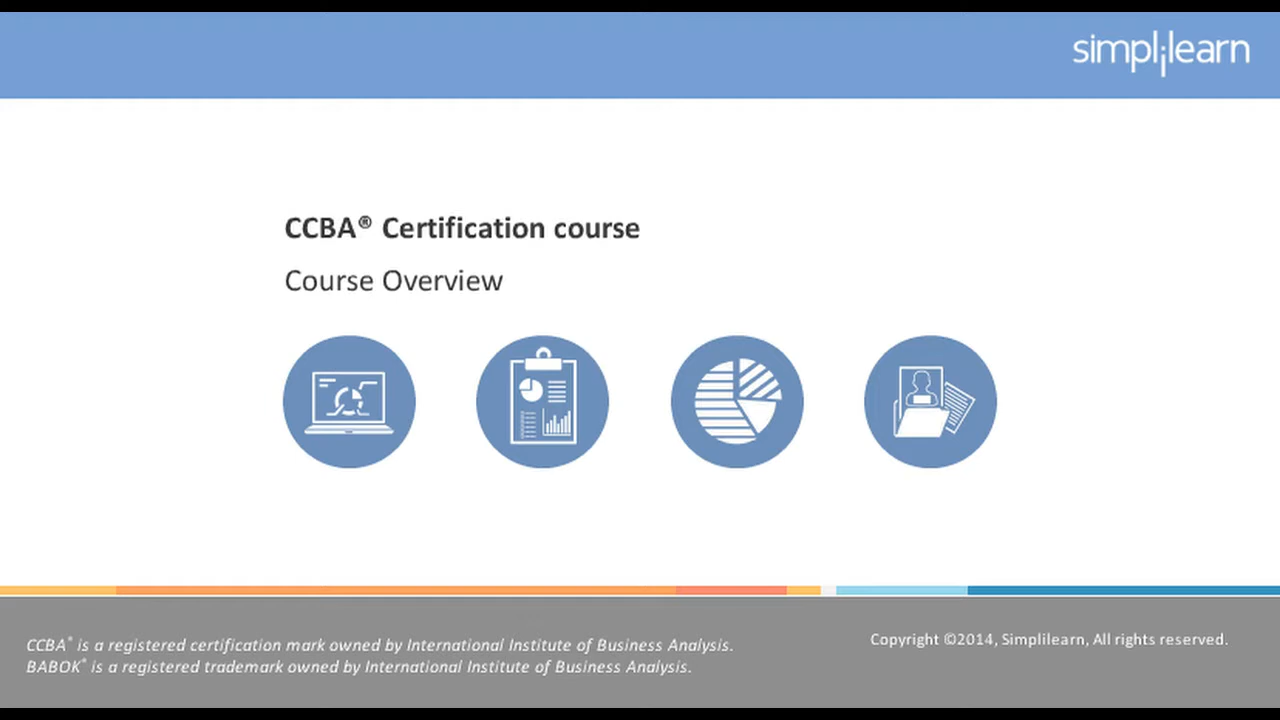 simplilearn
CCBA® Certification course
Course Overview
CCBA® is a registered certification mark owned by International Institute of Business Analysis.
BABOK® is a registered trademark owned by International Institute of Business Analysis.
Copyright ©2014, Simplilearn, All rights reserved.